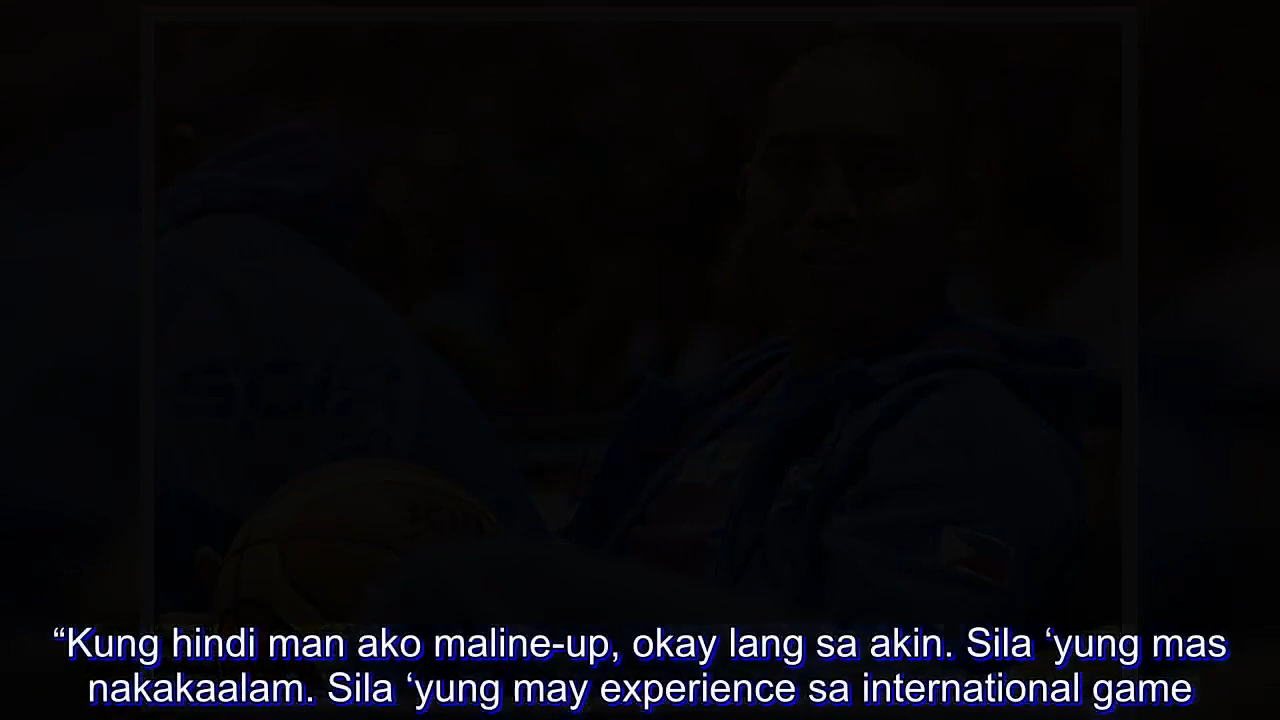 “Kung hindi man ako maline-up, okay lang sa akin. Sila ‘yung mas
nakakaalam. Sila ‘yung may experience sa international game